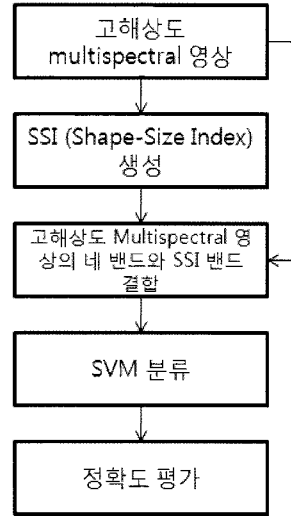 고해상도
multispectral 영상
SSI (Shape-Size Index)
생성
고해상도 Multispectral 영
상의 네 밴드와 SSI 밴드
결합
SVM 분류
정확도 평가